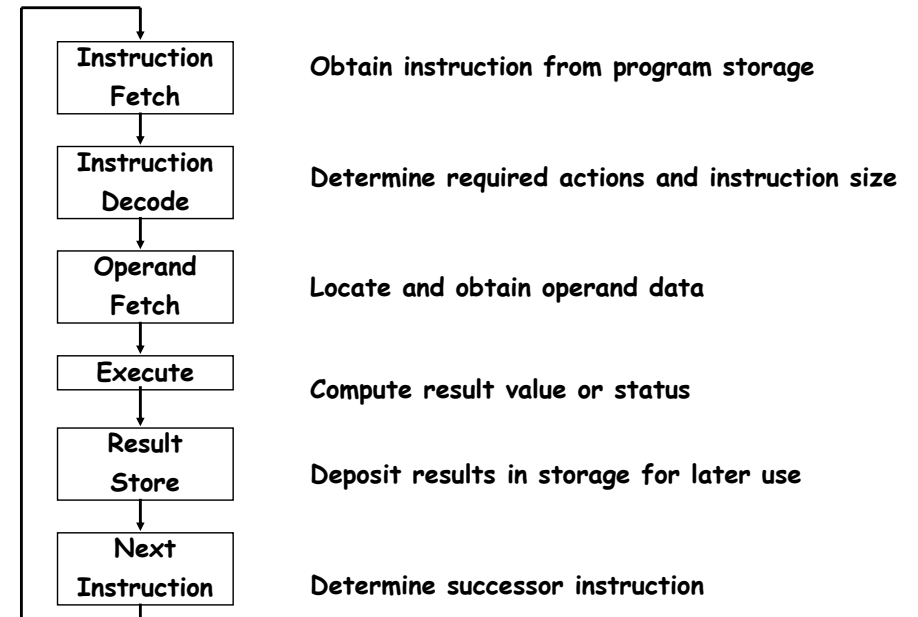 Instruction
Fetch
Obtain instruction from program storage
Instruction
Decode
Determine required actions and instruction size
Operand
Fetch
Locate and obtain operand data
Execute
Compute result value or status
Result
Store
Deposit results in storage for later use
Next
Instruction
Determine successor instruction